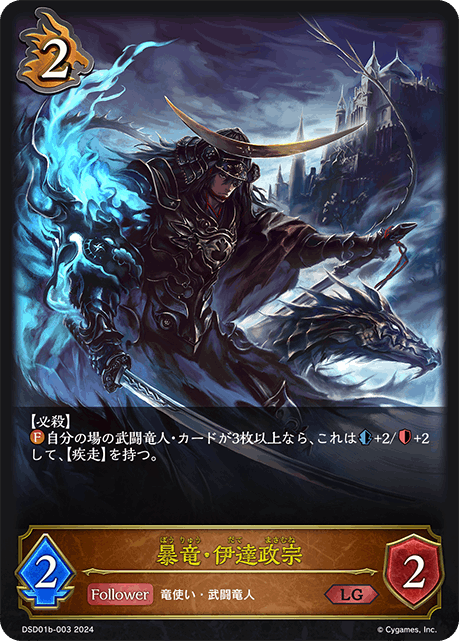 2
【必殺】
F 自分の場の武闘竜人・カードが3枚以上なら、これは+2/+2
して、【疾走】を持つ。
ぼうりゅう だて まさむね
暴竜・伊達政宗
2
Follower 竜使い・武闘竜人 LG
2
DSD01b-003 2024 © Cygames, Inc.